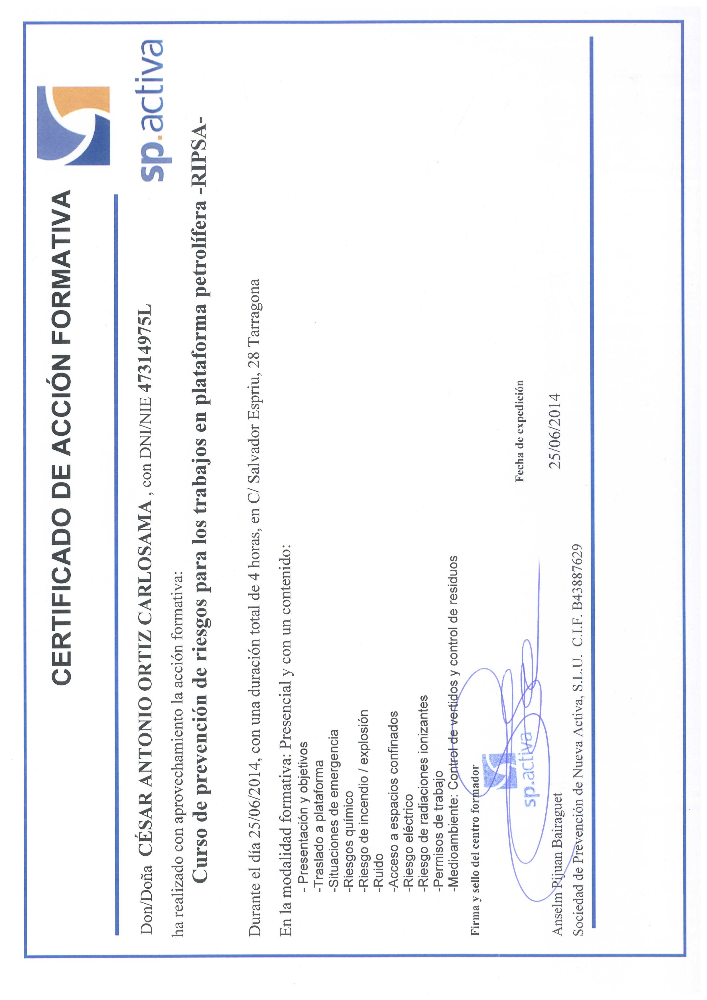 CERTIFICADO DE ACCIÓN FORMATIVA
sp.activa
Don/Doña CÉSAR ANTONIO ORTIZ CARLOSAMA , con DNI/NIE 47314975L
ha realizado con aprovechamiento la acción formativa:
Curso de prevención de riesgos para los trabajos en plataforma petrolífera -RIPSA-
Durante el día 25/06/2014, con una duración total de 4 horas, en C/ Salvador Espriu, 28 Tarragona
En la modalidad formativa: Presencial y con un contenido:
- Presentación y objetivos
-Traslado a plataforma
-Situaciones de emergencia
-Riesgos químico
-Riesgo de incendio / explosión
-Ruido
-Acceso a espacios confinados
-Riesgo eléctrico
-Riesgo de radiaciones ionizantes
-Permisos de trabajo
-Medioambiente: Control de vertidos y control de residuos
Firma y sello del centro formador
Fecha de expedición
sp.activa
25/06/2014
Anselm Pijuan Bairaguet
Sociedad de Prevención de Nueva Activa, S.L.U. C.I.F. B43887629